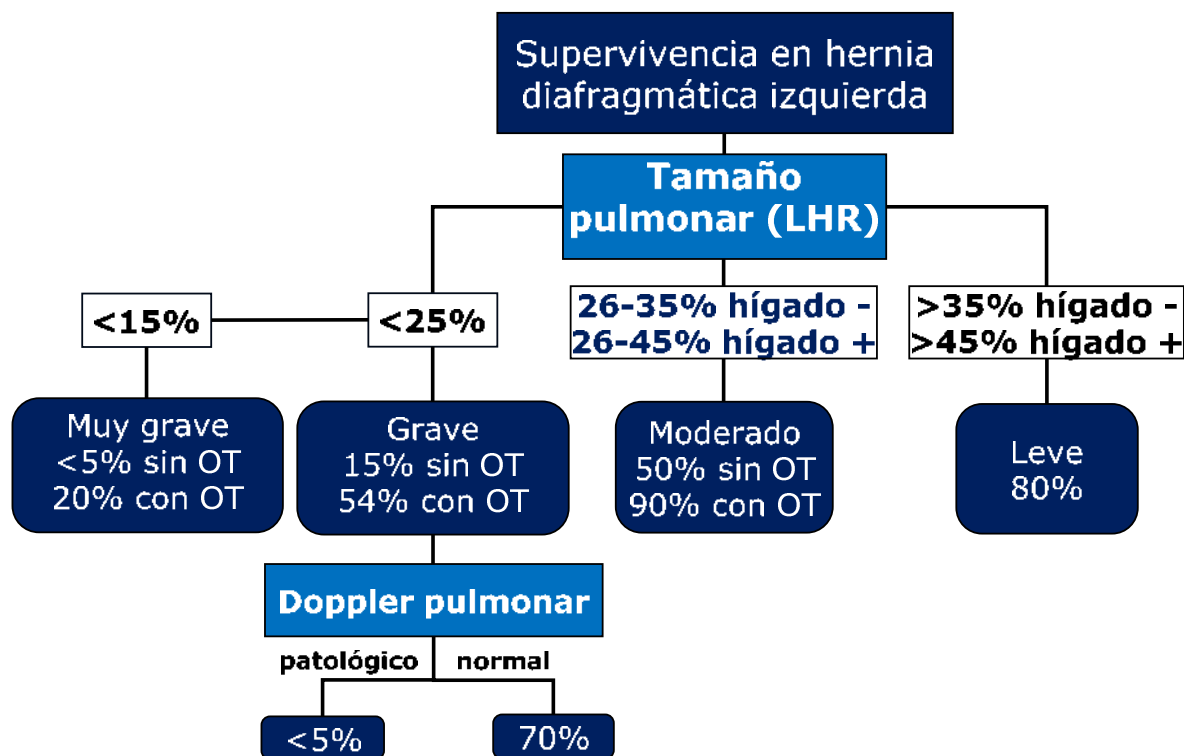 Supervivencia en hernia
diafragmática izquierda
Tamaño
pulmonar (LHR)
<15%
<25%
26-35% hígado -
26-45% hígado +
>35% hígado -
>45% hígado +
Muy grave
<5% sin OT
20% con OT
Grave
15% sin OT
54% con OT
Moderado
50% sin OT
90% con OT
Leve
80%
Doppler pulmonar
patológico
normal
<5%
70%